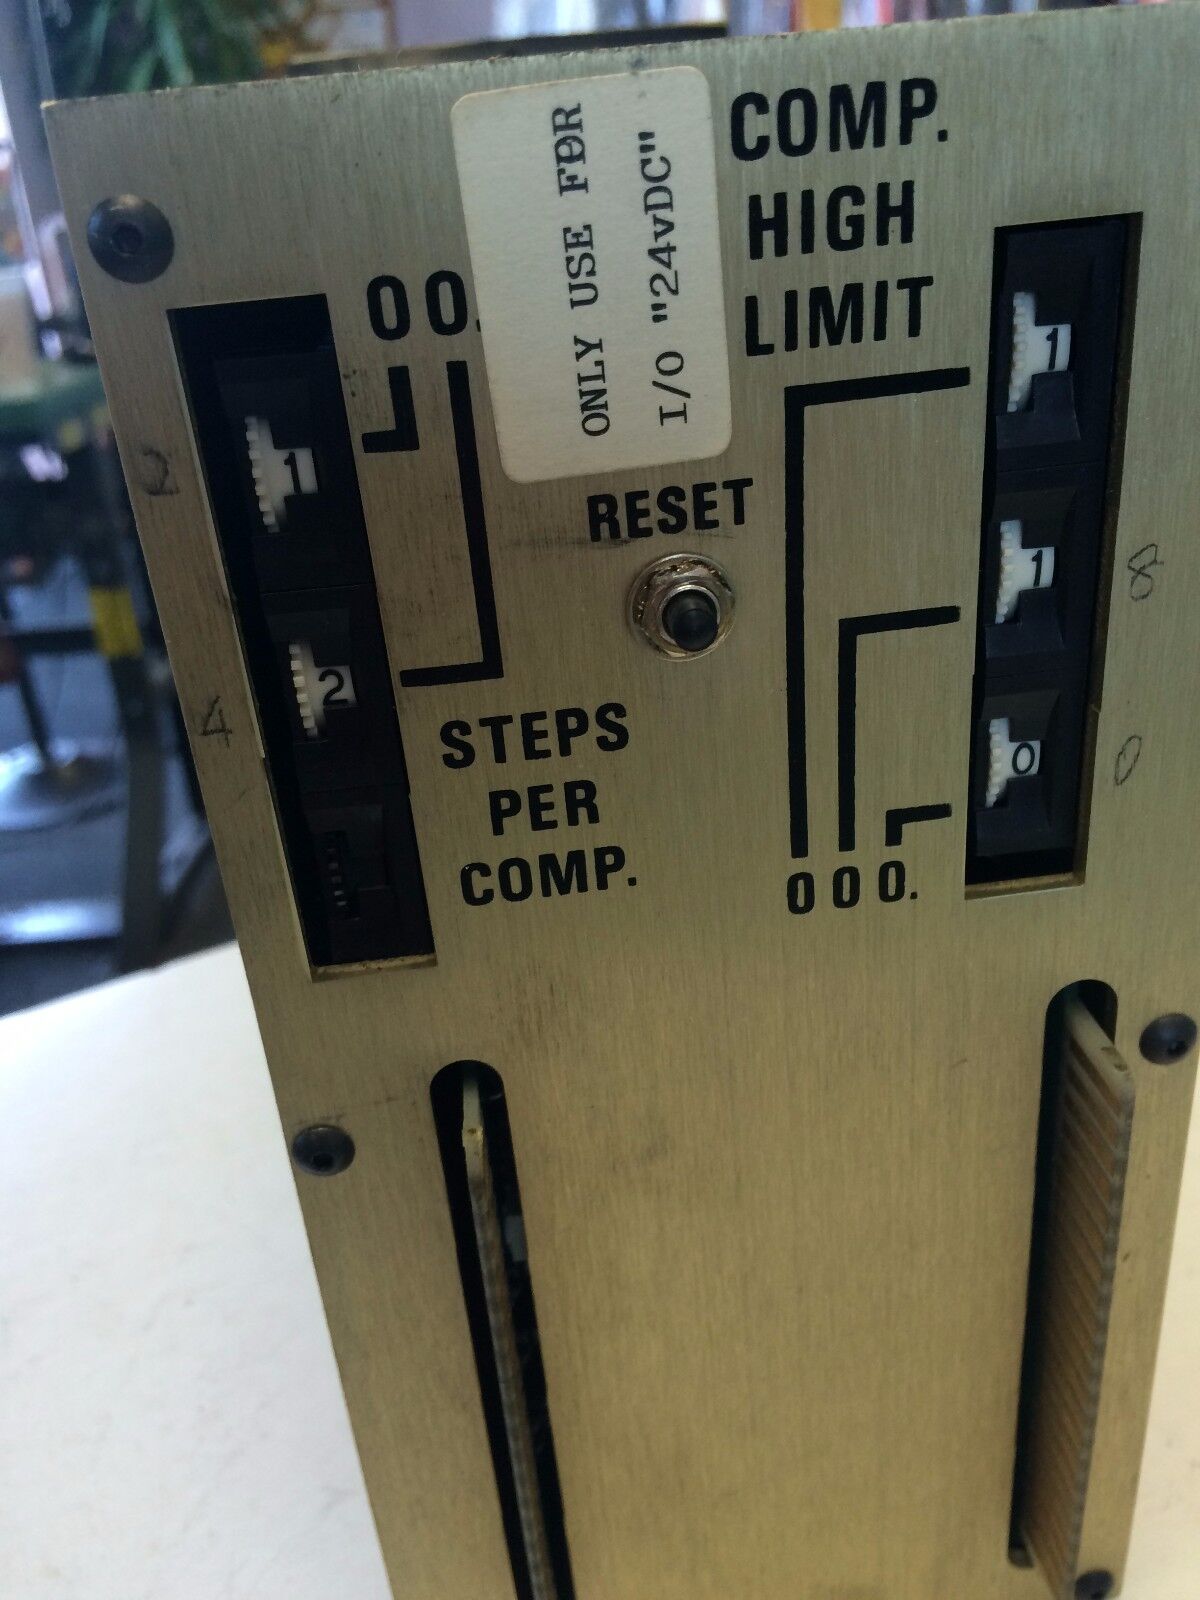 ONLY USE FOR
I/O "24vDC"
COMP.
HIGH
LIMIT
00.
1
2
2
4
RESET
STEPS
PER
COMP.
1
1
0
8
0
000.